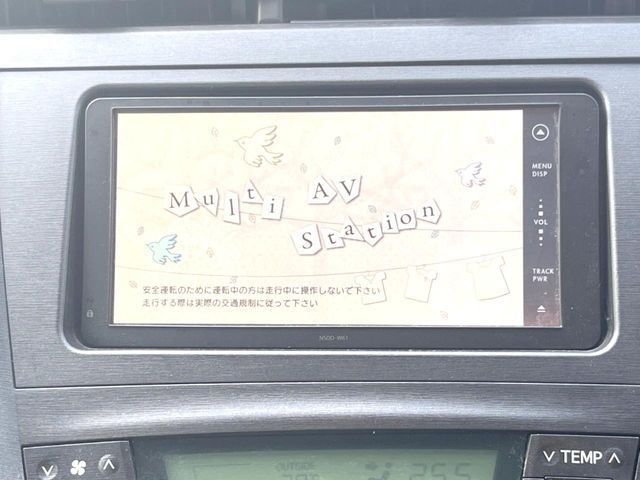 Multi AV
Station
安全運転のために運転中の方は走行中に操作しないで下さい
走行する際は実際の交通規制に従って下さい
MENU
DISP
VOL
TRACK
PWR
NSDD-W61
OUTSIDE
25.5
TEMP